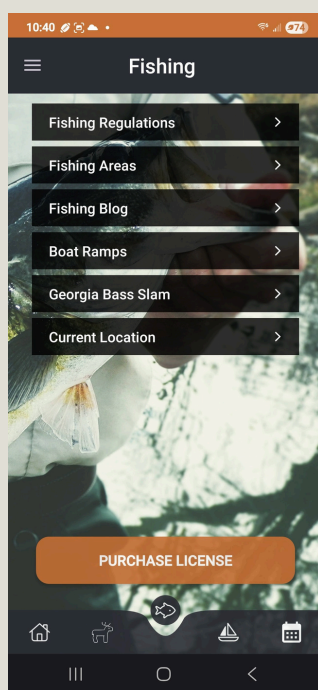 10:40
74
Fishing
Fishing Regulations
Fishing Areas
Fishing Blog
Boat Ramps
Georgia Bass Slam
Current Location
PURCHASE LICENSE